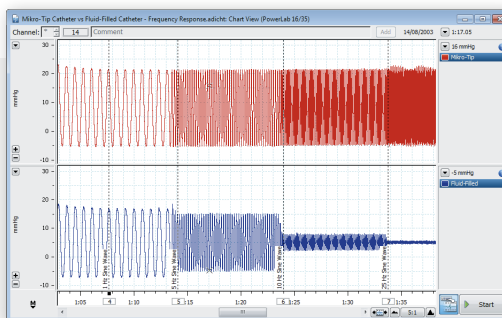 Mikro-Tip Catheter vs Fluid-Filled Catheter - Frequency Response.adicht: Chart View (PowerLab 16/35)
Channel: 14 Comment Add 14/08/2003 1:17.05
30
20
10
0
-10
mmHg
16 mmHg
Mikro-Tip
30
20
10
0
-10
mmHg
-5 mmHg
Fluid-Filled
1 Hz Sine Wave
5 Hz Sine Wave
10 Hz Sine Wave
25 Hz Sine Wave
1:05 4 1:10 5 1:15 1:20 6 1:25 1:30 7 1:35
5:1
Start